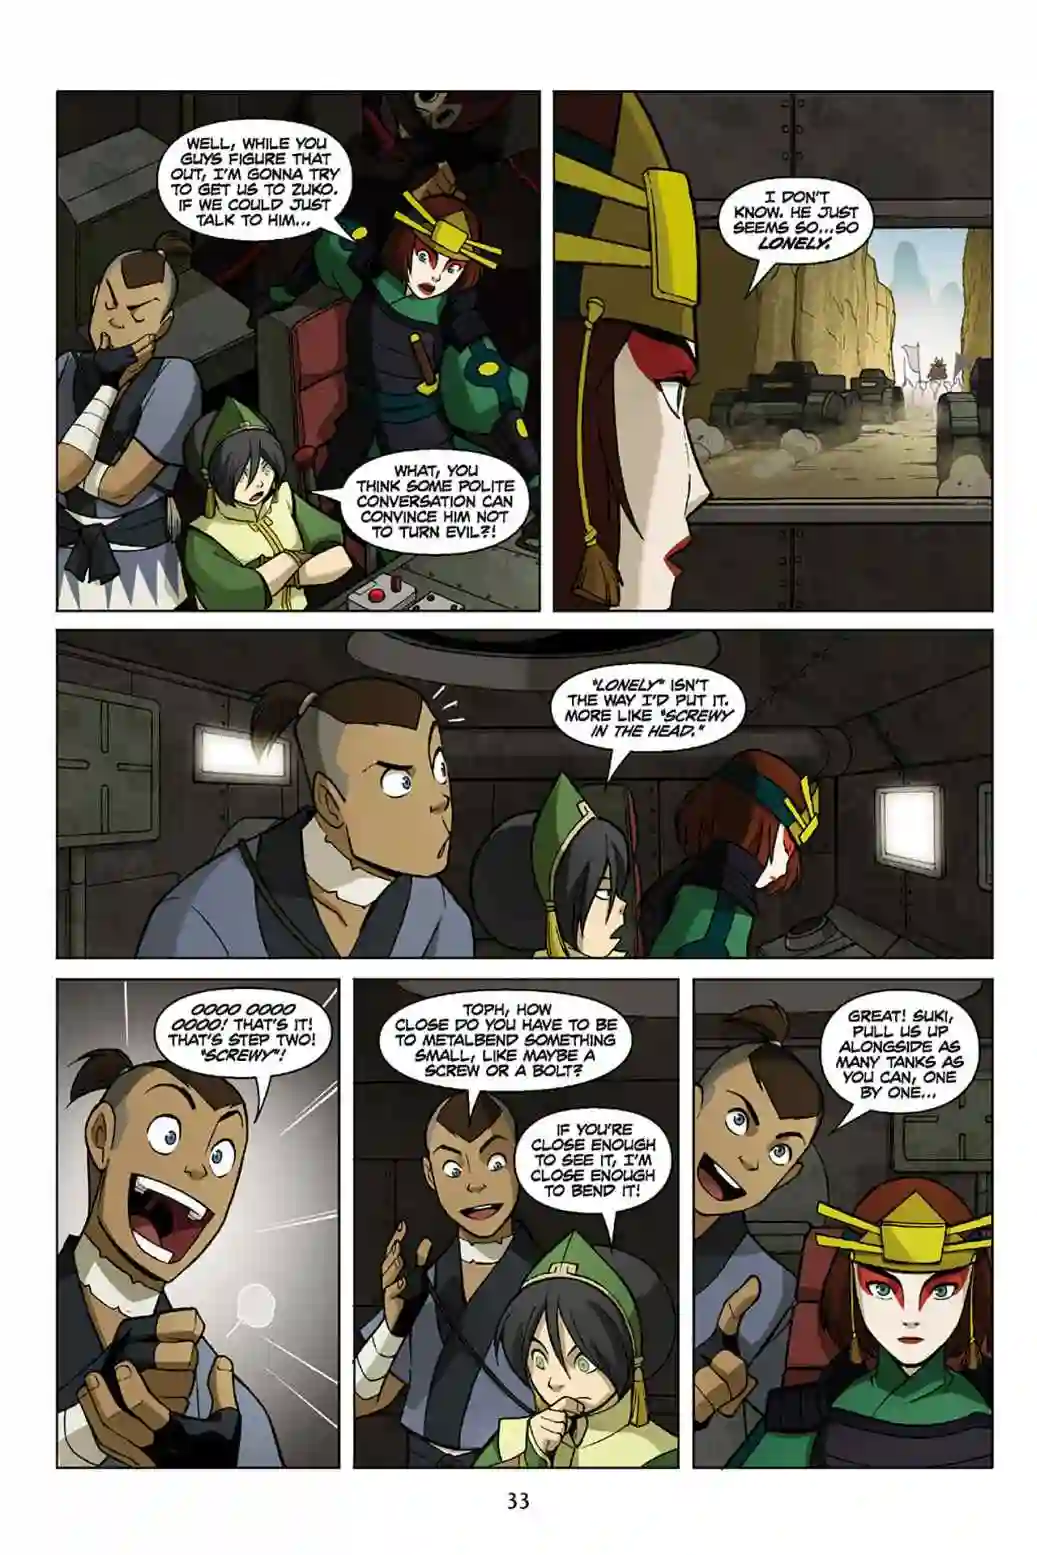 WELL, WHILE YOU
GUYS FIGURE THAT
OUT, I'M GONNA TRY
TO GET US TO ZUKO.
IF WE COULD JUST
TALK TO HIM...
WHAT, YOU
THINK SOME POLITE
CONVERSATION CAN
CONVINCE HIM NOT
TO TURN EVIL?!
I DON'T
KNOW. HE JUST
SEEMS SO...SO
LONELY.
"LONELY" ISN'T
THE WAY I'D PUT IT.
MORE LIKE "SCREWY
IN THE HEAD."
OOOO OOOO
OOOO! THAT'S IT!
THAT'S STEP TWO!
"SCREWY"!
TOPH, HOW
CLOSE DO YOU HAVE TO BE
TO METALBEND SOMETHING
SMALL, LIKE MAYBE A
SCREW OR A BOLT?
IF YOU'RE
CLOSE ENOUGH
TO SEE IT, I'M
CLOSE ENOUGH
TO BEND IT!
GREAT! SUKI,
PULL US UP
ALONGSIDE AS
MANY TANKS AS
YOU CAN, ONE
BY ONE...
33